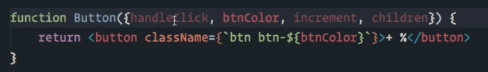 function Button({handleClick, btnColor, increment, children}) {
return <button className={`btn btn-${btnColor}`}>+ %</button>
}